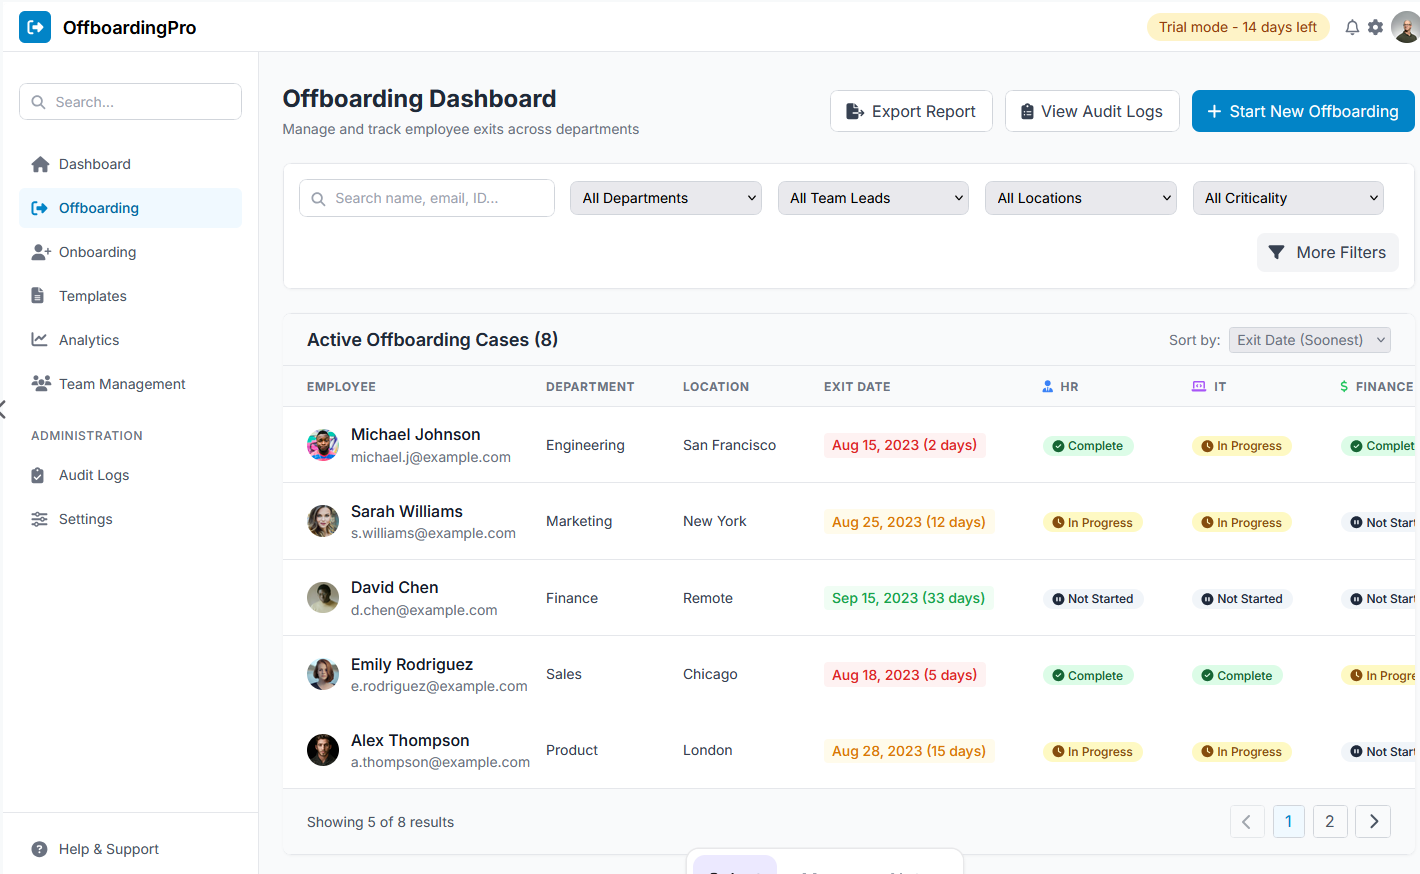 OffboardingPro
Trial mode - 14 days left
Search...
Dashboard
Offboarding
Onboarding
Templates
Analytics
Team Management
ADMINISTRATION
Audit Logs
Settings
Help & Support
Offboarding Dashboard
Manage and track employee exits across departments
Export Report
View Audit Logs
+ Start New Offboarding
Search name, email, ID...
All Departments
All Team Leads
All Locations
All Criticality
More Filters
Active Offboarding Cases (8)
Sort by: Exit Date (Soonest)
EMPLOYEE DEPARTMENT LOCATION EXIT DATE HR IT $ FINANCE
Michael Johnson
michael.j@example.com
Engineering San Francisco Aug 15, 2023 (2 days) Complete In Progress Complet
Sarah Williams
s.williams@example.com
Marketing New York Aug 25, 2023 (12 days) In Progress In Progress Not Star
David Chen
d.chen@example.com
Finance Remote Sep 15, 2023 (33 days) Not Started Not Started Not Star
Emily Rodriguez
e.rodriguez@example.com
Sales Chicago Aug 18, 2023 (5 days) Complete Complete In Progre
Alex Thompson
a.thompson@example.com
Product London Aug 28, 2023 (15 days) In Progress In Progress Not Star
Showing 5 of 8 results
1 2